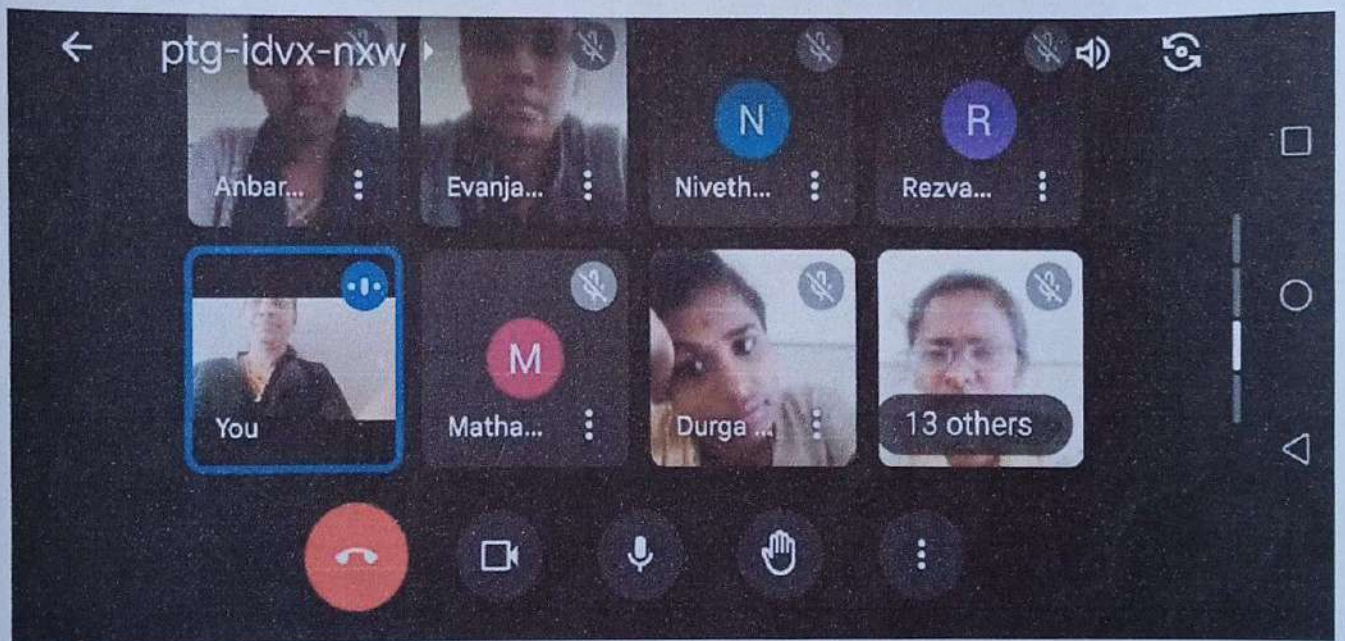 ptg-idvx-nxw
N
R
Anbar...
Evanja...
Niveth...
Rezva...
M
You
Matha...
Durga ...
13 others